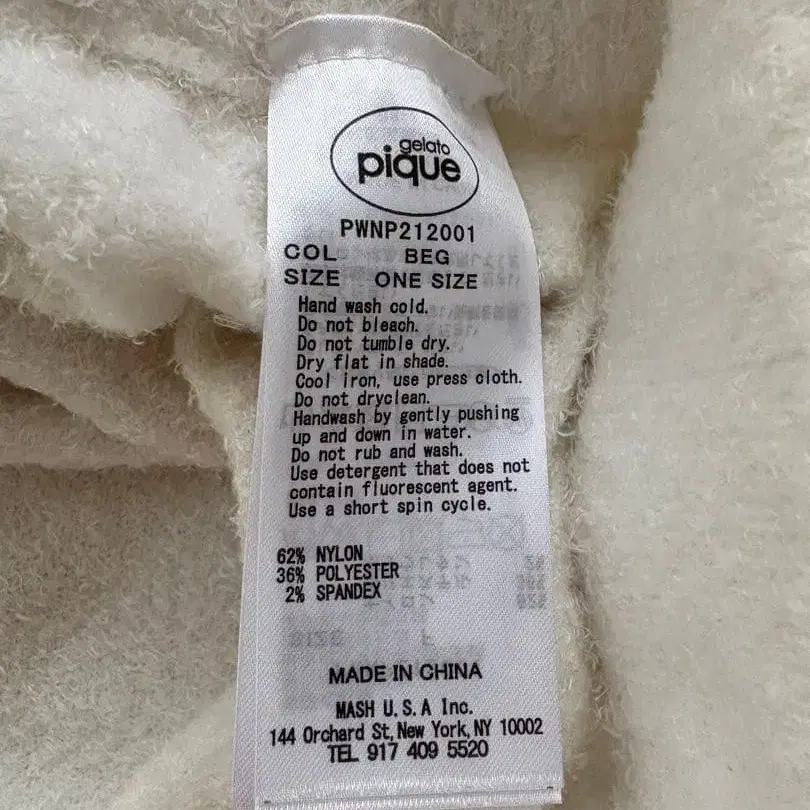 gelato
pique
PWNP212001
COL BEG
SIZE ONE SIZE
Hand wash cold.
Do not bleach.
Do not tumble dry.
Dry flat in shade.
Cool iron, use press cloth.
Do not dryclean.
Handwash by gently pushing
up and down in water.
Do not rub and wash.
Use detergent that does not
contain fluorescent agent.
Use a short spin cycle.
62% NYLON
36% POLYESTER
2% SPANDEX
MADE IN CHINA
MASH U.S.A Inc.
144 Orchard St, New York, NY 10002
TEL 917 409 5520